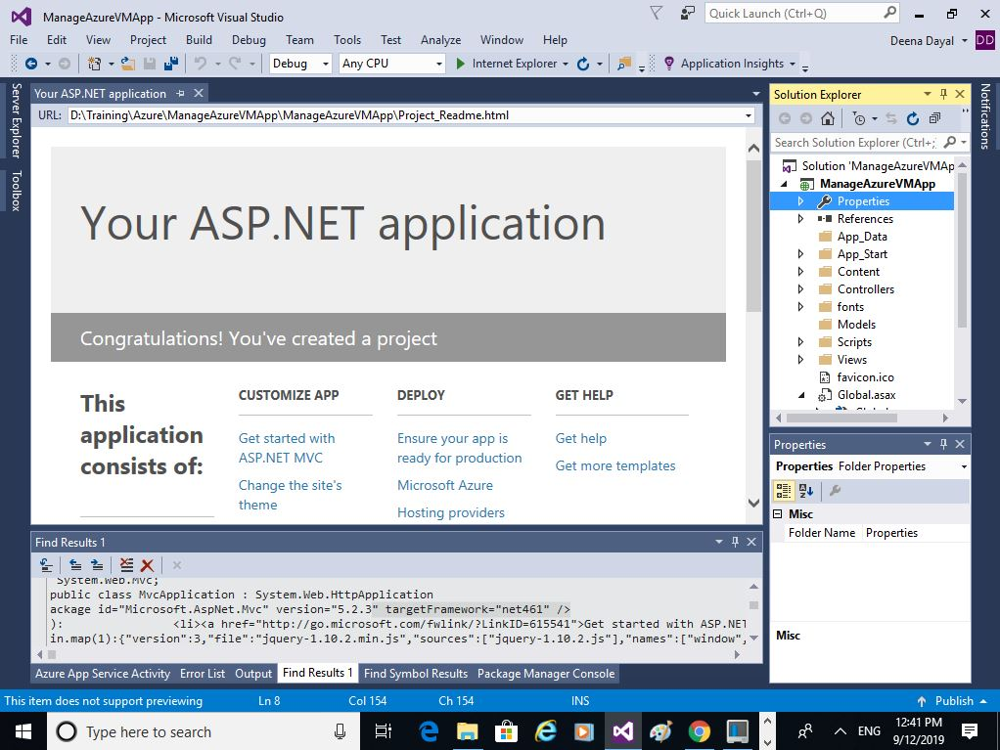 ManageAzureVMApp - Microsoft Visual Studio
Quick Launch (Ctrl+Q)
File Edit View Project Build Debug Team Tools Test Analyze Window Help
Deena Dayal DD
Debug Any CPU Internet Explorer Application Insights
Server Explorer
Toolbox
Your ASP.NET application
URL: D:\Training\Azure\ManageAzureVMApp\ManageAzureVMApp\Project_Readme.html
Your ASP.NET application
Congratulations! You've created a project
This
application
consists of:
CUSTOMIZE APP
Get started with
ASP.NET MVC
Change the site's
theme
DEPLOY
Ensure your app is
ready for production
Microsoft Azure
Hosting providers
GET HELP
Get help
Get more templates
Solution Explorer
Search Solution Explorer (Ctrl+;
Solution 'ManageAzureVMAp
ManageAzureVMApp
Properties
References
App_Data
App_Start
Content
Controllers
fonts
Models
Scripts
Views
favicon.ico
Global.asax
Notifications
Properties
Properties Folder Properties
Misc
Folder Name Properties
Misc
Find Results 1
System.Web.Mvc;
public class MvcApplication : System.Web.HttpApplication
ackage id="Microsoft.AspNet.Mvc" version="5.2.3" targetFramework="net461" />
): <li><a href="http://go.microsoft.com/fwlink/?LinkID=615541">Get started with ASP.NET
in.map(1):{"version":3,"file":"jquery-1.10.2.min.js","sources":["jquery-1.10.2.js"],"names":["window",
Azure App Service Activity Error List Output Find Results 1 Find Symbol Results Package Manager Console
This item does not support previewing Ln 8 Col 154 Ch 154 INS Publish
Type here to search
ENG
12:41 PM
9/12/2019